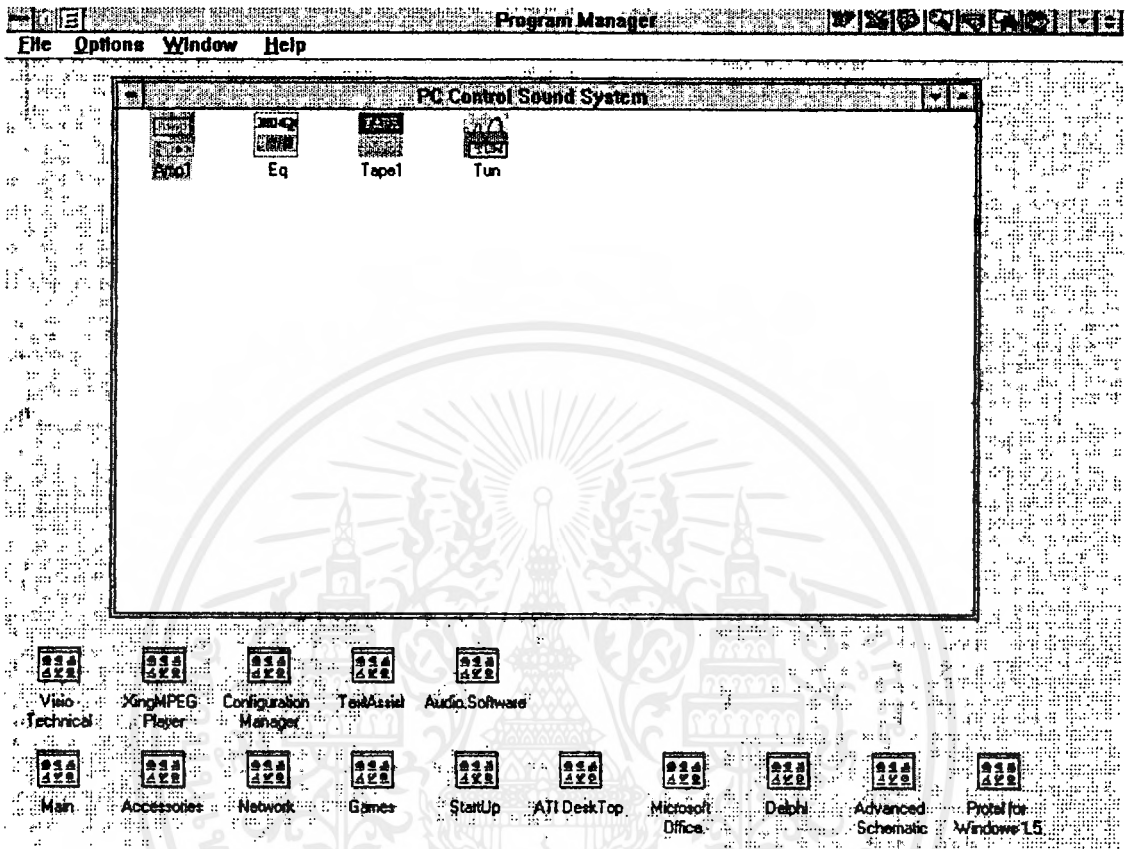 Program Manager
File Options Window Help
PC Control Sound System
Amp1 Eq Tape1 Tun
Visio Technical
XingMPEG Player
Configuration Manager
TextAssist
Audio Software
Main
Accessories
Network
Games
StartUp
ATI DeskTop
Microsoft Office
Delphi
Advanced Schematic
Protel for Windows 1.5